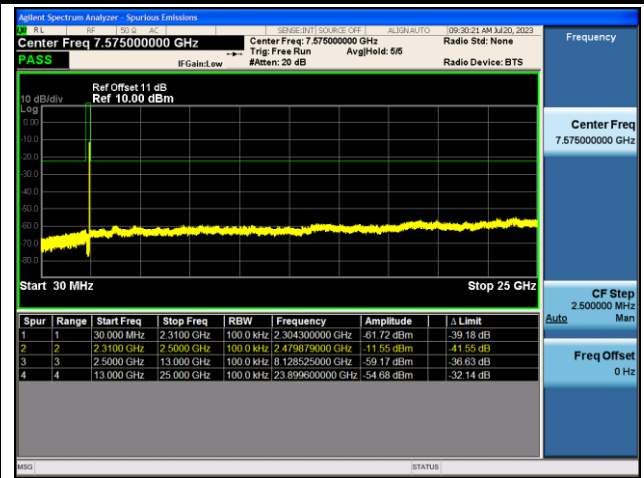 Agilent Spectrum Analyzer - Spurious Emissions
RL RF 50 Ω AC SENSE:INT SOURCE OFF ALIGN AUTO 09:30:21 AM Jul 20, 2023
Center Freq 7.575000000 GHz
Center Freq: 7.575000000 GHz
Radio Std: None
Trig: Free Run Avg|Hold: 5/5
PASS
IFGain:Low
#Atten: 20 dB
Radio Device: BTS
Ref Offset 11 dB
10 dB/div Ref 10.00 dBm
Log
0.00
-10.0
-20.0
-30.0
-40.0
-50.0
-60.0
-70.0
-80.0
Start 30 MHz
Stop 25 GHz
Spur Range Start Freq Stop Freq RBW Frequency Amplitude Δ Limit
1 1 30.000 MHz 2.3100 GHz 100.0 kHz 2.304300000 GHz -61.72 dBm -39.18 dB
2 2 2.3100 GHz 2.5000 GHz 100.0 kHz 2.479879000 GHz -11.55 dBm -41.55 dB
3 3 2.5000 GHz 13.000 GHz 100.0 kHz 8.128525000 GHz -59.17 dBm -36.63 dB
4 4 13.000 GHz 25.000 GHz 100.0 kHz 23.899600000 GHz -54.68 dBm -32.14 dB
MSG
STATUS
Frequency
Center Freq
7.575000000 GHz
CF Step
2.500000 MHz
Auto Man
Freq Offset
0 Hz